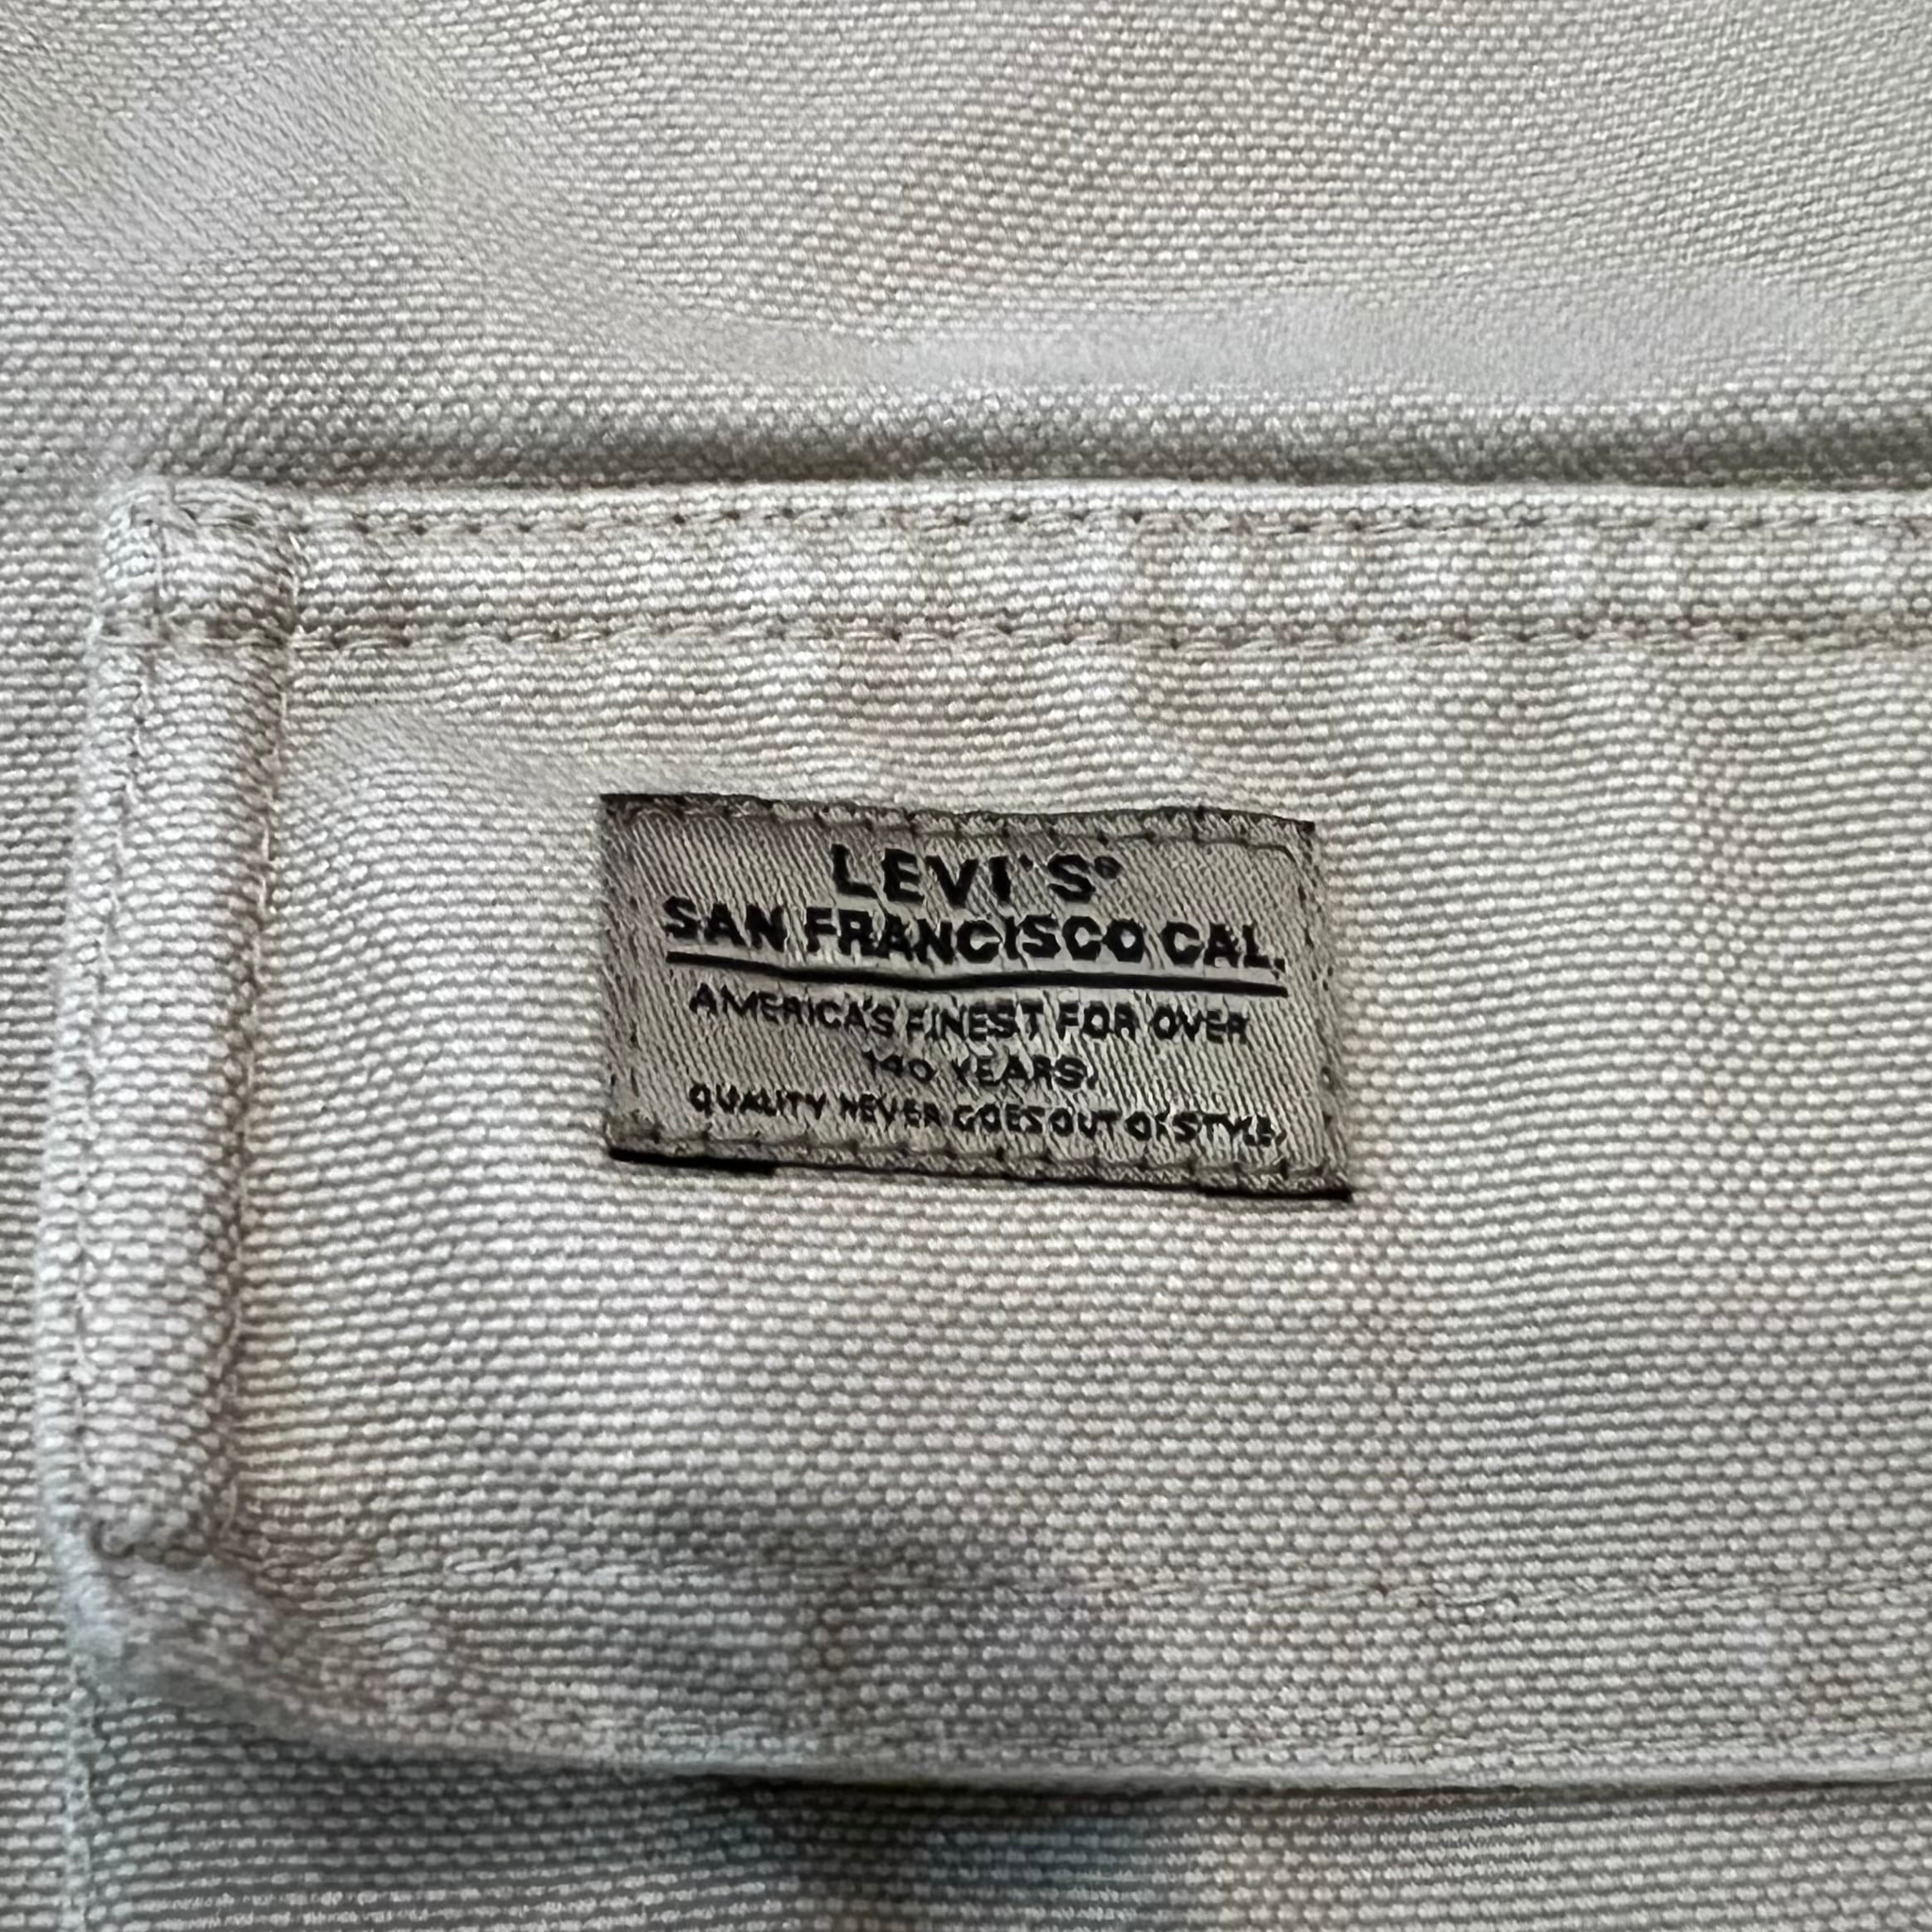 LEVI'S®
SAN FRANCISCO CAL.
AMERICA'S FINEST FOR OVER
140 YEARS.
QUALITY NEVER GOES OUT OF STYLE.